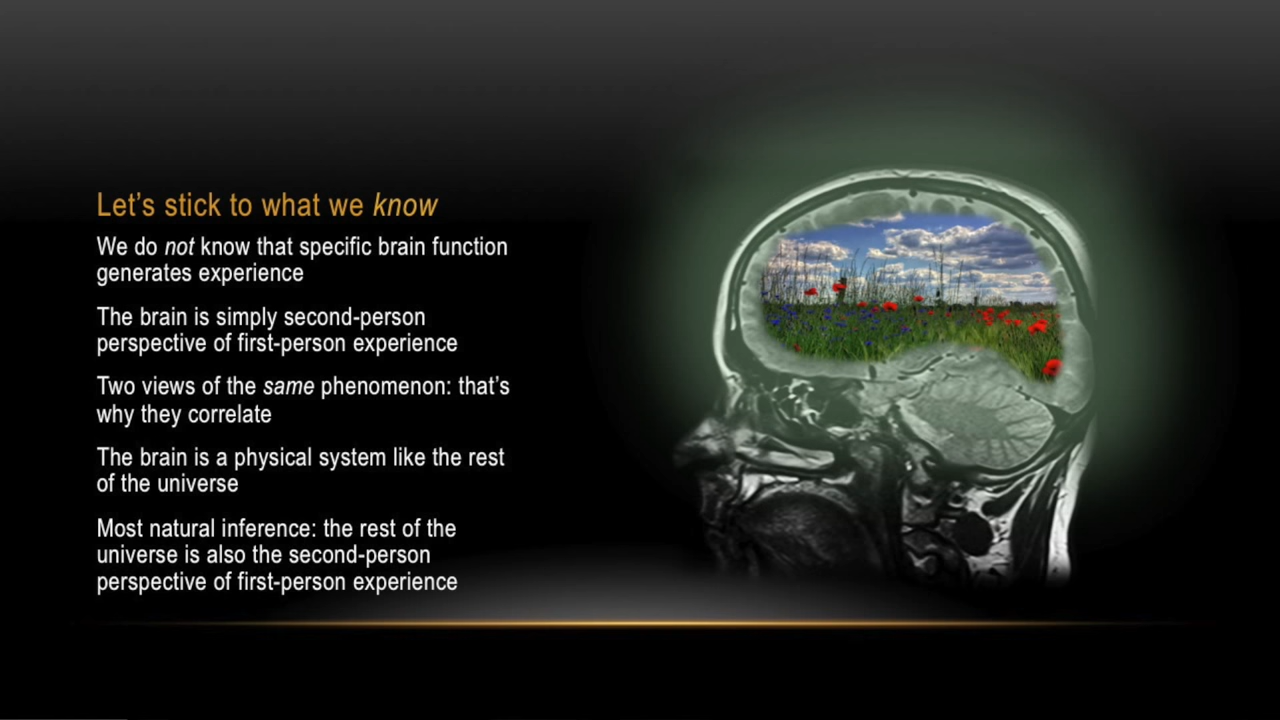 Let's stick to what we know
We do not know that specific brain function
generates experience
The brain is simply second-person
perspective of first-person experience
Two views of the same phenomenon: that's
why they correlate
The brain is a physical system like the rest
of the universe
Most natural inference: the rest of the
universe is also the second-person
perspective of first-person experience